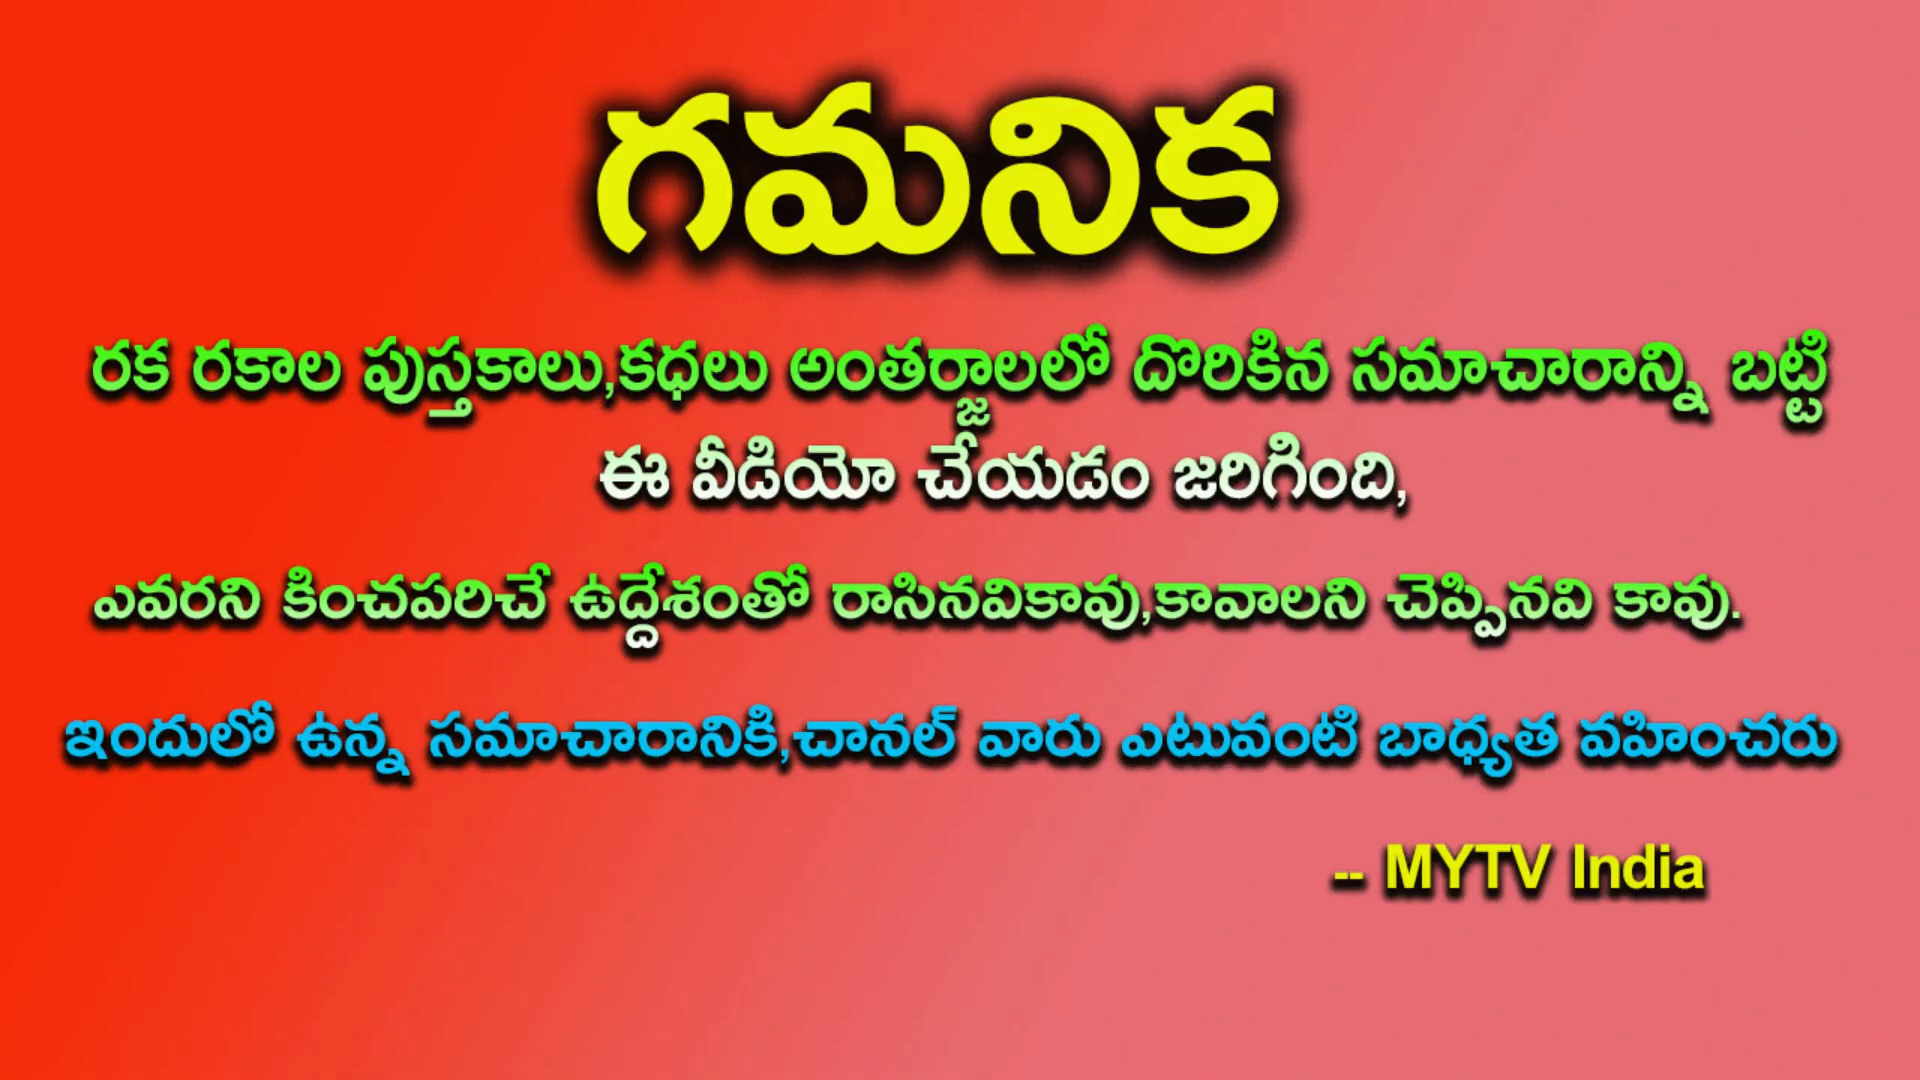 గమనిక
రక రకాల పుస్తకాలు,కధలు అంతర్జాలలో దొరికిన సమాచారాన్ని బట్టి
ఈ వీడియో చేయడం జరిగింది,
ఎవరని కించపరిచే ఉద్దేశంతో రాసినవికావు,కావాలని చెప్పినవి కావు.
ఇందులో ఉన్న సమాచారానికి,చానల్ వారు ఎటువంటి బాధ్యత వహించరు
-- MYTV India